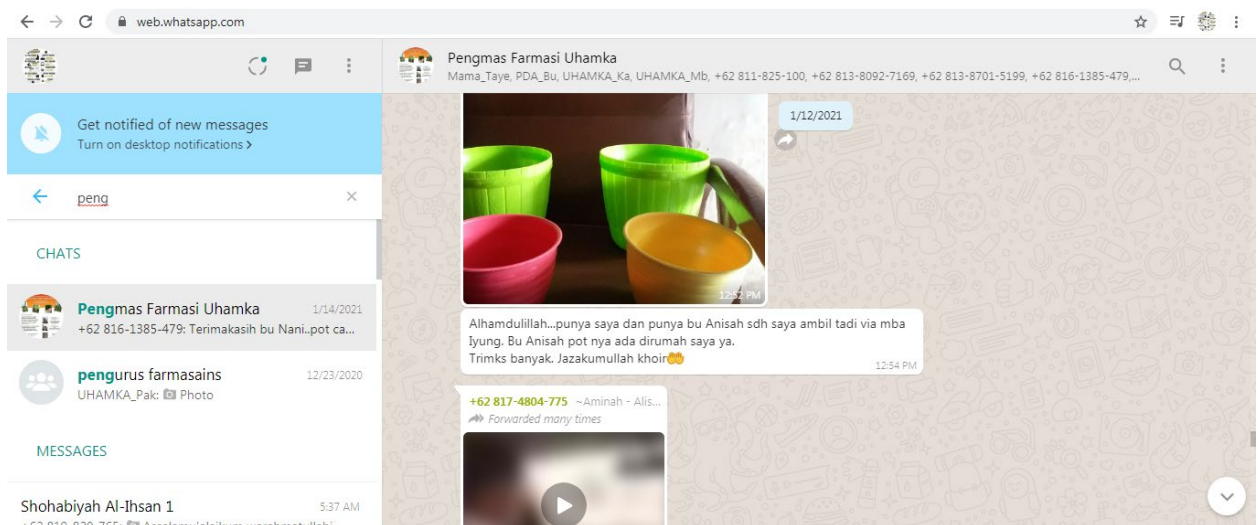 web.whatsapp.com
Get notified of new messages
Turn on desktop notifications >
peng
CHATS
Pengmas Farmasi Uhamka 1/14/2021
+62 816-1385-479: Terimakasih bu Nani..pot ca...
pengurus farmasains 12/23/2020
UHAMKA_Pak: Photo
MESSAGES
Shohabiyah Al-Ihsan 1 5:37 AM
Pengmas Farmasi Uhamka
Mama_Taye, PDA_Bu, UHAMKA_Ka, UHAMKA_Mb, +62 811-825-100, +62 813-8092-7169, +62 813-8701-5199, +62 816-1385-479,...
1/12/2021
12:52 PM
Alhamdulillah...punya saya dan punya bu Anisah sdh saya ambil tadi via mba
Iyung. Bu Anisah pot nya ada dirumah saya ya.
Trimks banyak. Jazakumullah khoir🤲
12:54 PM
+62 817-4804-775 ~Aminah - Alis...
Forwarded many times